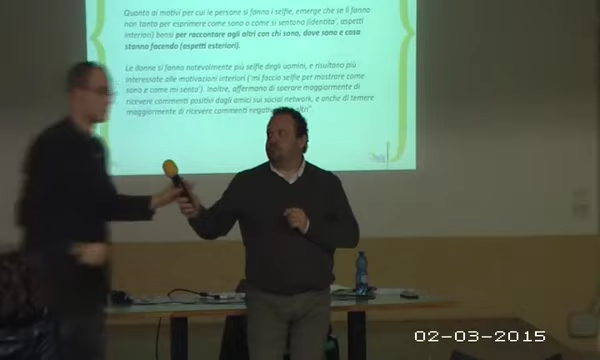 Quanto ai motivi per cui le persone si fanno i selfie, emerge che se li fanno
non tanto per esprimere come sono o come si sentono (identita', aspetti
interiori) bensì per raccontare agli altri con chi sono, dove sono e cosa
stanno facendo (aspetti esteriori).
Le donne si fanno notevolmente più selfie degli uomini, e risultano più
interessate alle motivazioni interiori ('mi faccio selfie per mostrare come
sono e come mi sento'). Inoltre, affermano di sperare maggiormente di
ricevere commenti positivi dagli amici sui social network, e anche di temere
maggiormente di ricevere commenti
02-03-2015